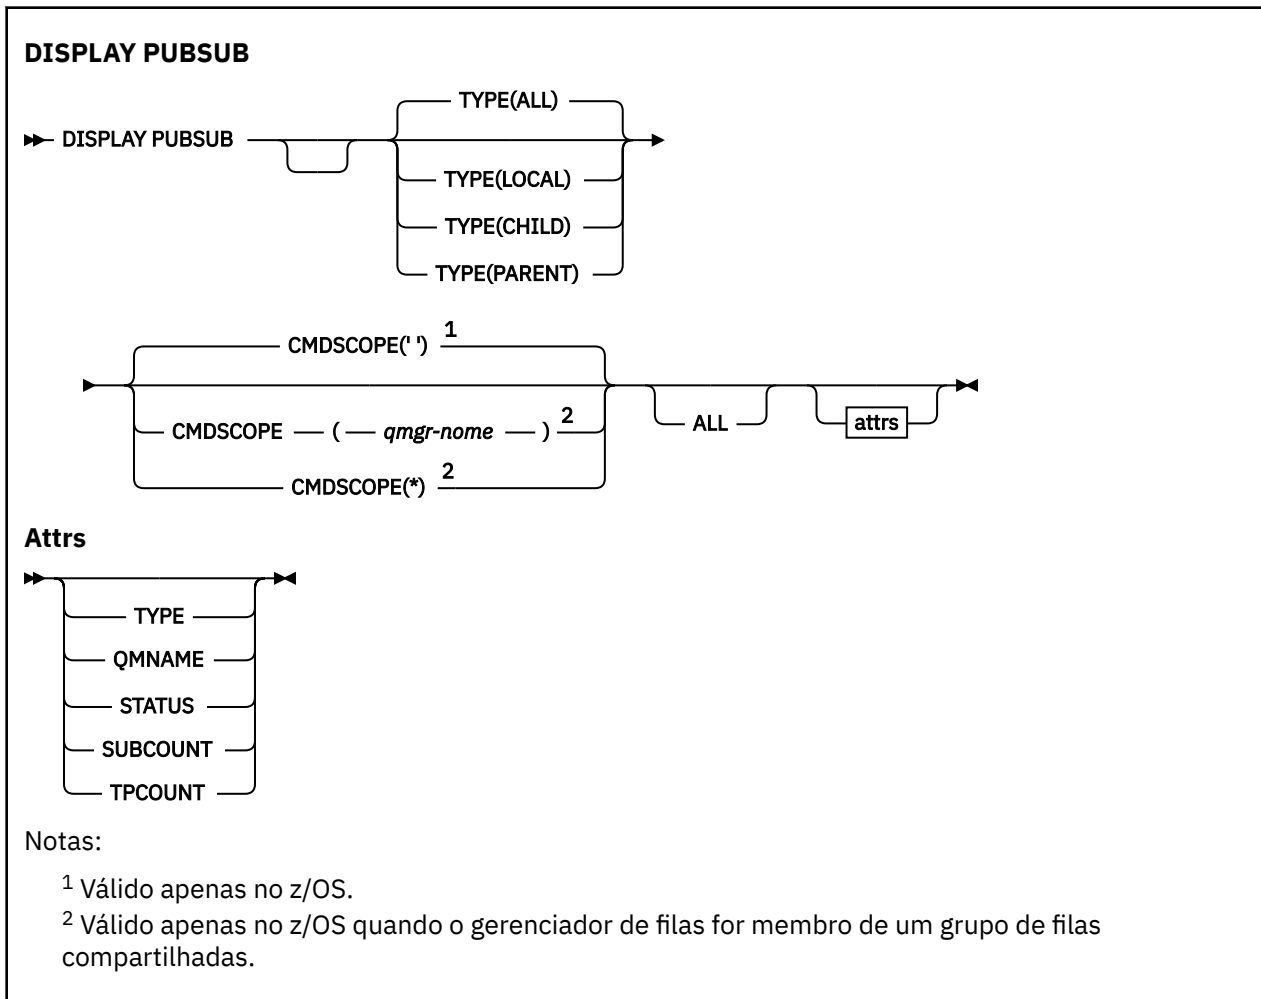 DISPLAY PUBSUB
TYPE(ALL)
DISPLAY PUBSUB
TYPE(LOCAL)
TYPE(CHILD)
TYPE(PARENT)
CMDSCOPE(' ') 1
CMDSCOPE ( qmgr-nome ) 2
ALL
attrs
CMDSCOPE(*) 2
Attrs
TYPE
QMNAME
STATUS
SUBCOUNT
TPCOUNT
Notas:
1 Válido apenas no z/OS.
2 Válido apenas no z/OS quando o gerenciador de filas for membro de um grupo de filas
compartilhadas.